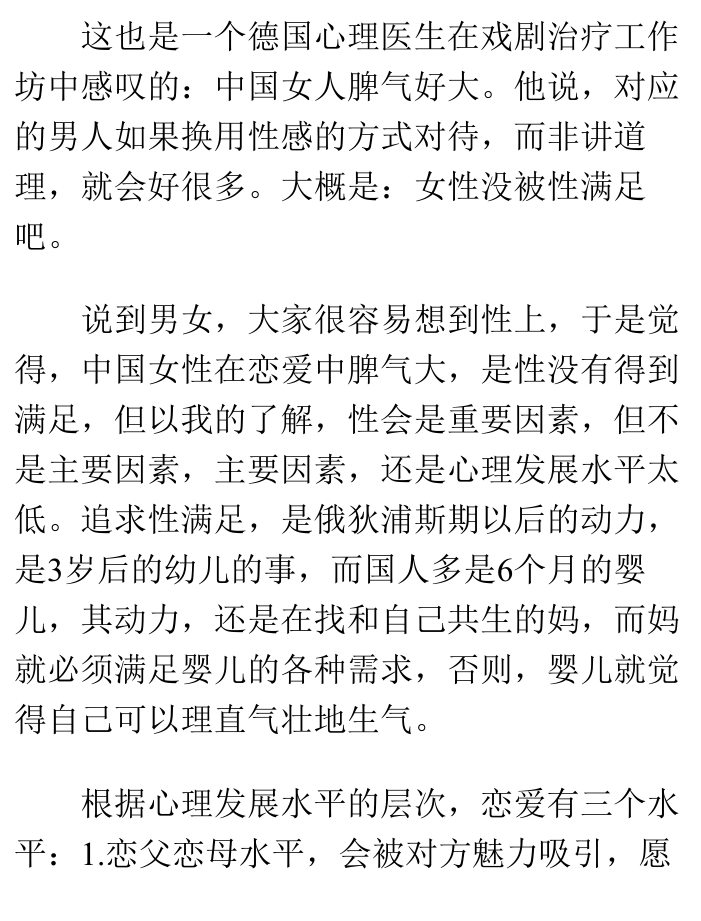 这也是一个德国心理医生在戏剧治疗工作
坊中感叹的：中国女人脾气好大。他说，对应
的男人如果换用性感的方式对待，而非讲道
理，就会好很多。大概是：女性没被性满足
吧。
说到男女，大家很容易想到性上，于是觉
得，中国女性在恋爱中脾气大，是性没有得到
满足，但以我的了解，性会是重要因素，但不
是主要因素，主要因素，还是心理发展水平太
低。追求性满足，是俄狄浦斯期以后的动力，
是3岁后的幼儿的事，而国人多是6个月的婴
儿，其动力，还是在找和自己共生的妈，而妈
就必须满足婴儿的各种需求，否则，婴儿就觉
得自己可以理直气壮地生气。
根据心理发展水平的层次，恋爱有三个水
平：1.恋父恋母水平，会被对方魅力吸引，愿